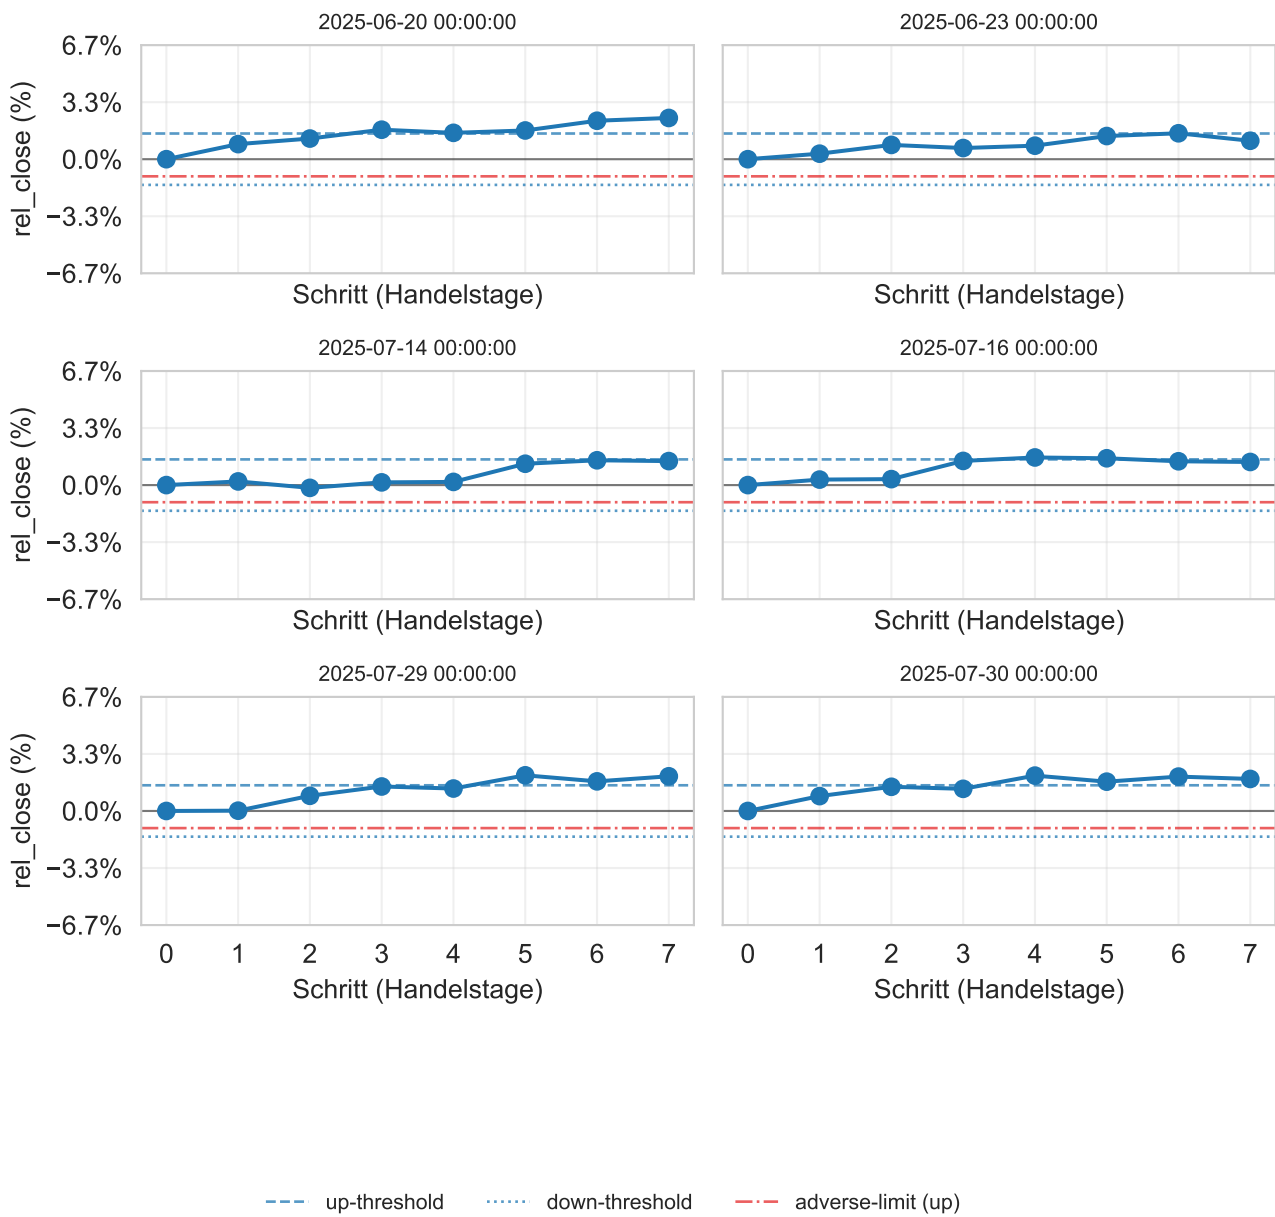 2025-06-20 00:00:00
2025-06-23 00:00:00
6.7%
3.3%
0.0%
−3.3%
−6.7%
rel_close (%)
Schritt (Handelstage)
Schritt (Handelstage)
2025-07-14 00:00:00
2025-07-16 00:00:00
6.7%
3.3%
0.0%
−3.3%
−6.7%
rel_close (%)
Schritt (Handelstage)
Schritt (Handelstage)
2025-07-29 00:00:00
2025-07-30 00:00:00
6.7%
3.3%
0.0%
−3.3%
−6.7%
rel_close (%)
0 1 2 3 4 5 6 7
0 1 2 3 4 5 6 7
Schritt (Handelstage)
Schritt (Handelstage)
up-threshold
down-threshold
adverse-limit (up)